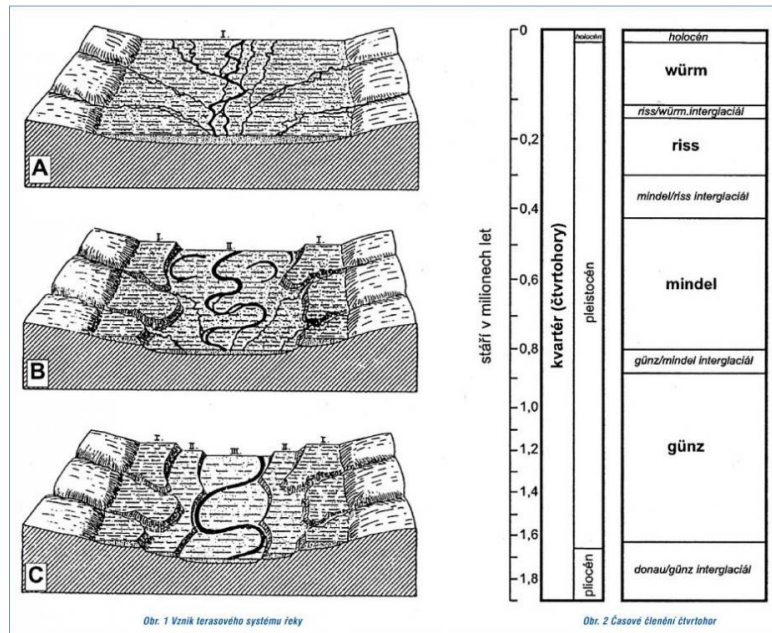 I.
A
I.
II.
I.
B
I.
II.
III.
II.
I.
C
Obr. 1 Vznik terasového systému řeky
stáří v milionech let
0
0,2
0,4
0,6
0,8
1,0
1,2
1,4
1,6
1,8
kvartér (čtvrtohory)
holocén
pleistocén
pliocén
holocén
würm
riss/würm.interglaciál
riss
mindel/riss interglaciál
mindel
günz/mindel interglaciál
günz
donau/günz interglaciál
Obr. 2 Časové členění čtvrtohor